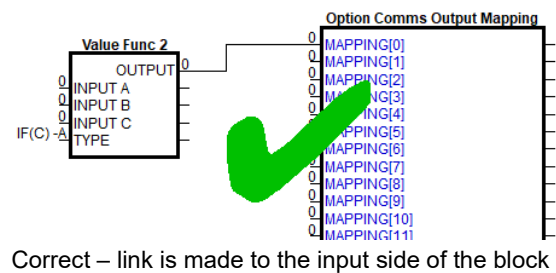 Option Comms Output Mapping
Value Func 2
OUTPUT 0
0 INPUT A
0 INPUT B
0 INPUT C
IF(C) -A TYPE
0 MAPPING[0]
0 MAPPING[1]
0 MAPPING[2]
0 MAPPING[3]
0 MAPPING[4]
0 MAPPING[5]
0 MAPPING[6]
0 MAPPING[7]
0 MAPPING[8]
0 MAPPING[9]
0 MAPPING[10]
0 MAPPING[11]
Correct – link is made to the input side of the block